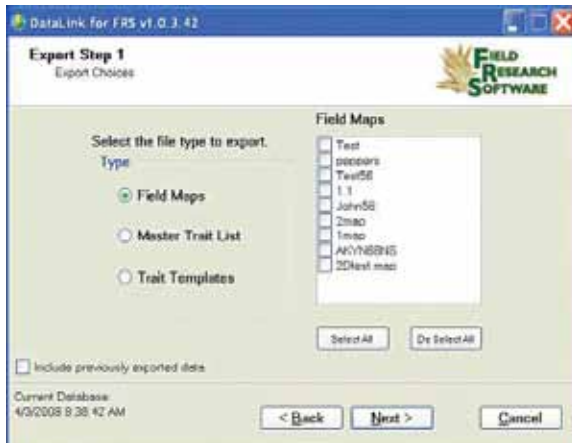 DataLink for FRS v1.0.3.42
Export Step 1
Export Choices
FIELD
RESEARCH
SOFTWARE
Select the file type to export.
Type
Field Maps
Master Trait List
Trait Templates
Field Maps
Test
peppers
Test56
1.1
John56
2map
1map
AKYN6BNS
2Dtest map
Select All
De Select All
Include previously exported data
Current Database:
4/3/2008 8:38:42 AM
< Back
Next >
Cancel